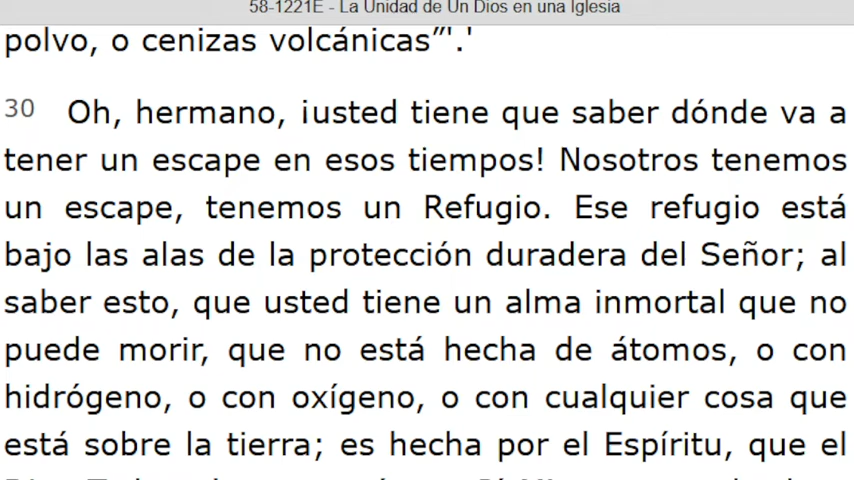 58-1221E - La Unidad de Un Dios en una Iglesia
polvo, o cenizas volcánicas”'.'
30 Oh, hermano, ¡usted tiene que saber dónde va a
tener un escape en esos tiempos! Nosotros tenemos
un escape, tenemos un Refugio. Ese refugio está
bajo las alas de la protección duradera del Señor; al
saber esto, que usted tiene un alma inmortal que no
puede morir, que no está hecha de átomos, o con
hidrógeno, o con oxígeno, o con cualquier cosa que
está sobre la tierra; es hecha por el Espíritu, que el